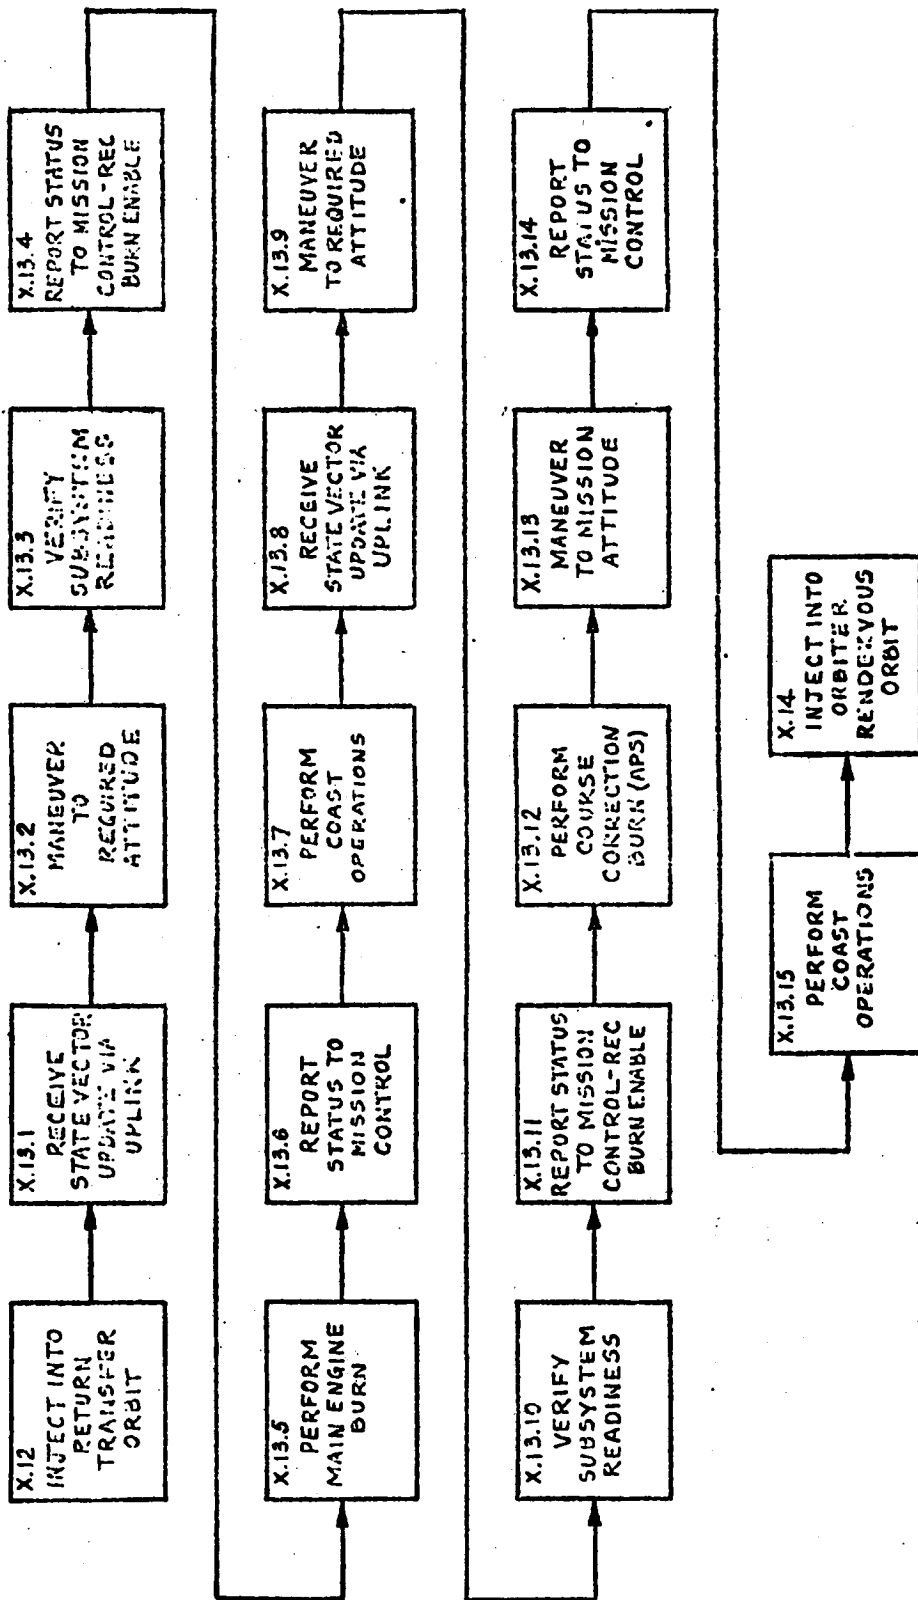 X.12
INJECT INTO
RETURN
TRANSFER
ORBIT
X.13.1
RECEIVE
STATE VECTOR
UPDATE VIA
UPLINK
X.13.2
MANEUVER
TO
REQUIRED
ATTITUDE
X.13.3
VERIFY
SUBSYSTEM
READINESS
X.13.4
REPORT STATUS
TO MISSION
CONTROL-REC
BURN ENABLE
X.13.5
PERFORM
MAIN ENGINE
BURN
X.13.6
REPORT
STATUS TO
MISSION
CONTROL
X.13.7
PERFORM
COAST
OPERATIONS
X.13.8
RECEIVE
STATE VECTOR
UPDATE VIA
UPLINK
X.13.9
MANEUVER
TO REQUIRED
ATTITUDE
X.13.10
VERIFY
SUBSYSTEM
READINESS
X.13.11
REPORT STATUS
TO MISSION
CONTROL-REC
BURN ENABLE
X.13.12
PERFORM
COURSE
CORRECTION
BURN (APS)
X.13.13
MANEUVER
TO MISSION
ATTITUDE
X.13.14
REPORT
STATUS TO
MISSION
CONTROL
X.13.15
PERFORM
COAST
OPERATIONS
X.14
INJECT INTO
ORBITER
RENDEZVOUS
ORBIT